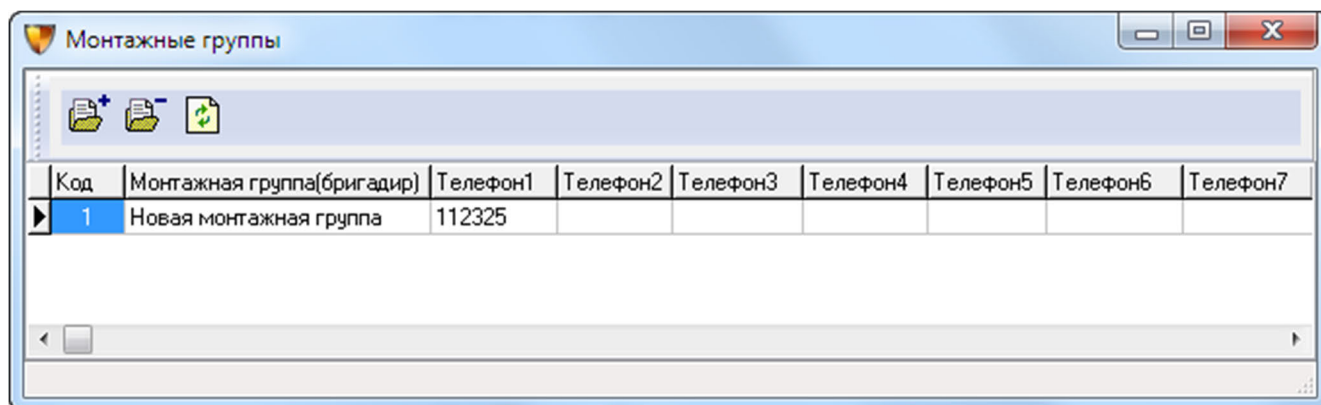 Монтажные группы
Код Монтажная группа(бригадир) Телефон1 Телефон2 Телефон3 Телефон4 Телефон5 Телефон6 Телефон7
1 Новая монтажная группа 112325